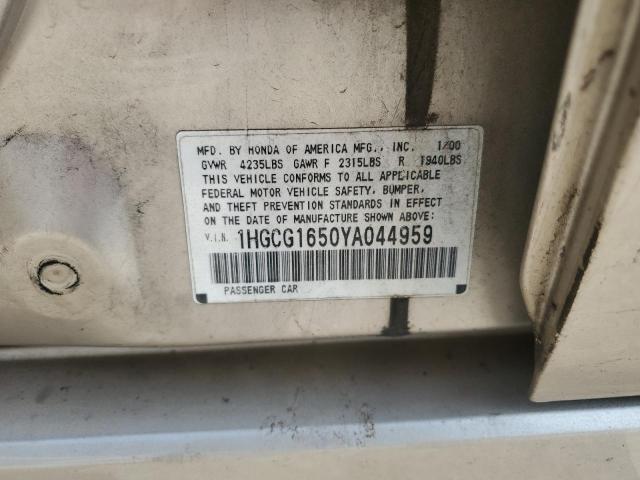 MFD. BY HONDA OF AMERICA MFG., INC. 1/00
GVWR 4235LBS GAWR F 2315LBS R 1940LBS
THIS VEHICLE CONFORMS TO ALL APPLICABLE
FEDERAL MOTOR VEHICLE SAFETY, BUMPER,
AND THEFT PREVENTION STANDARDS IN EFFECT
ON THE DATE OF MANUFACTURE SHOWN ABOVE:
V.I.N. 1HGCG1650YA044959
PASSENGER CAR